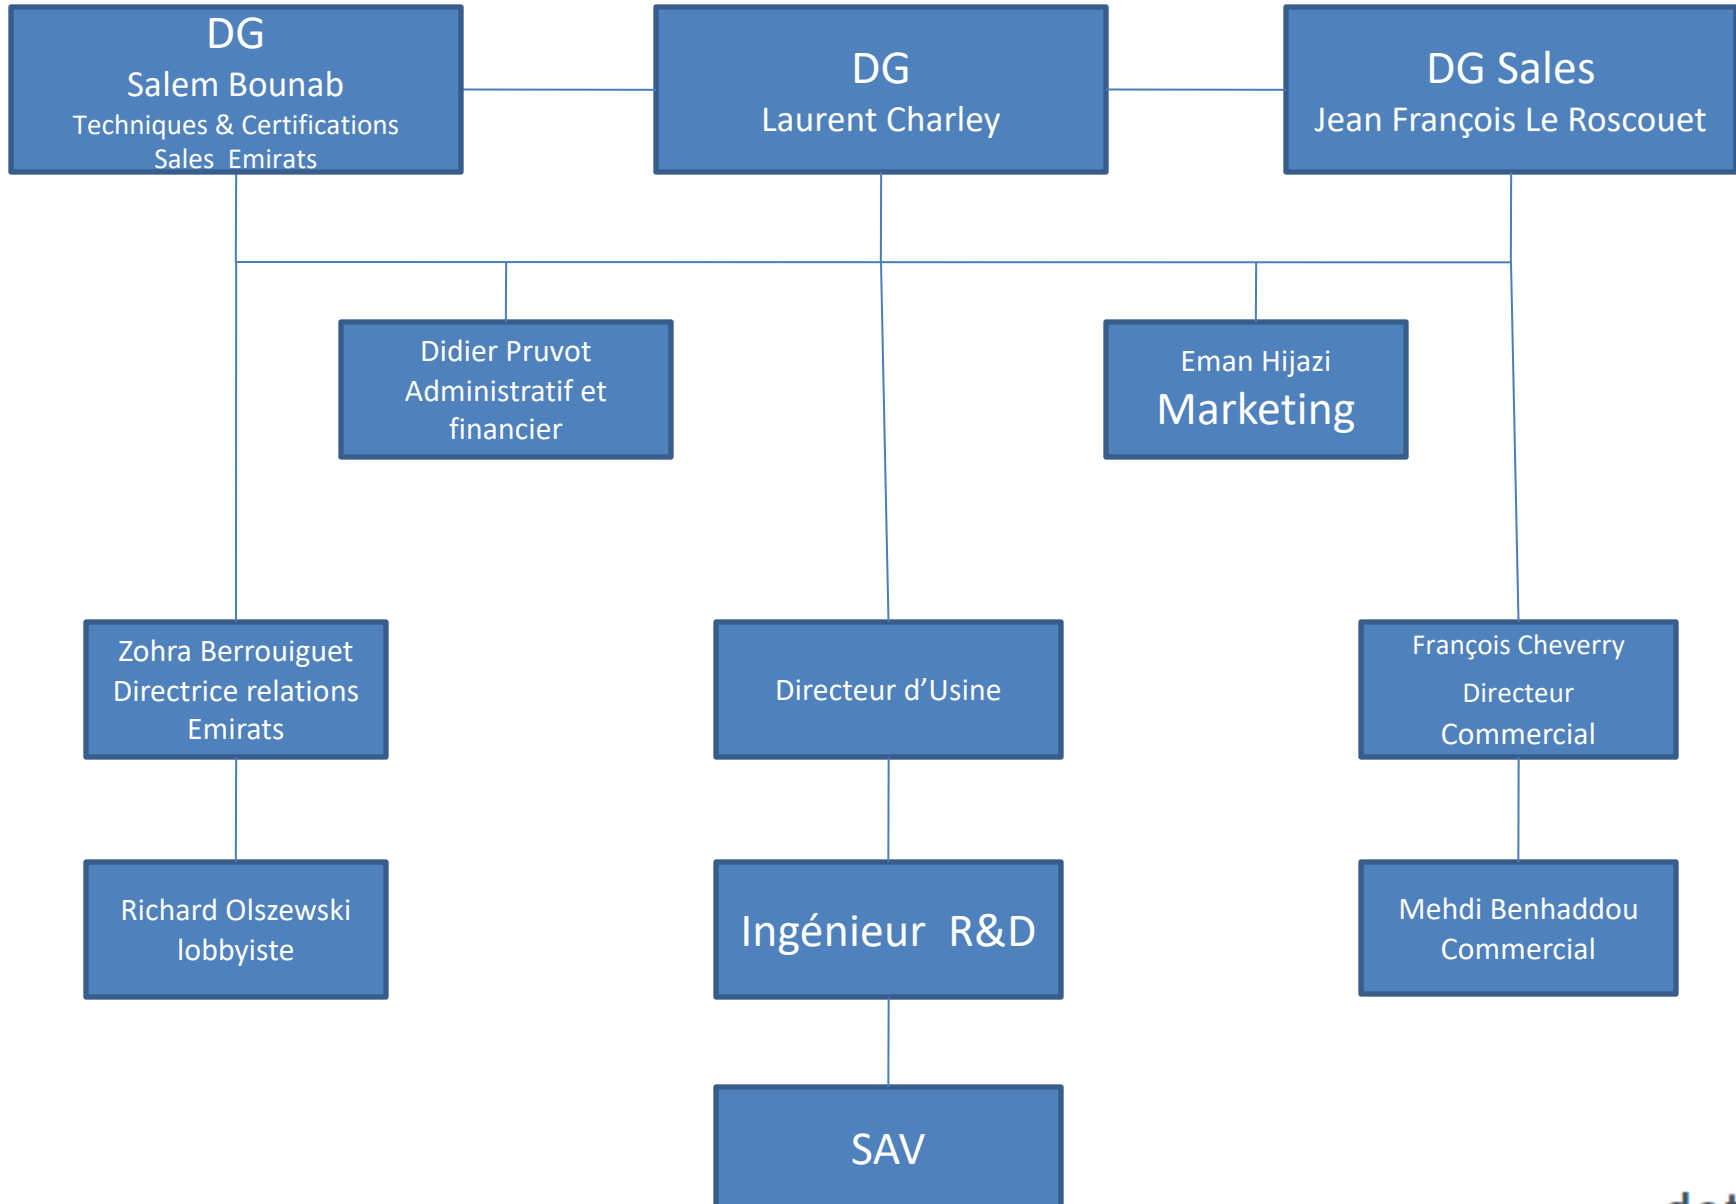 DG
Salem Bounab
Techniques & Certifications
Sales Emirats
DG
Laurent Charley
DG Sales
Jean François Le Roscouet
Didier Pruvot
Administratif et
financier
Eman Hijazi
Marketing
Zohra Berrouiguet
Directrice relations
Emirats
Directeur d’Usine
François Cheverry
Directeur
Commercial
Richard Olszewski
lobbyiste
Ingénieur R&D
Mehdi Benhaddou
Commercial
SAV